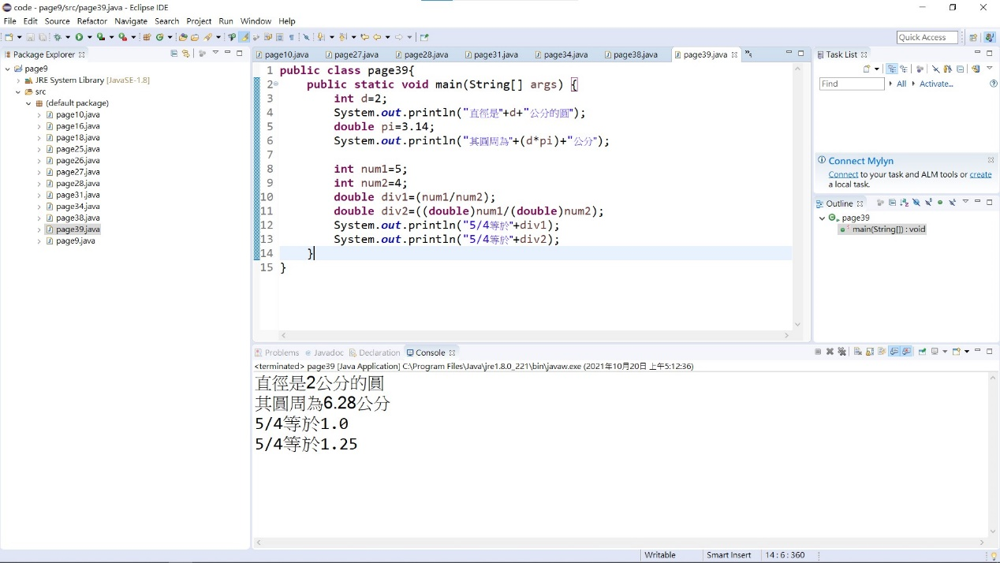 code - page9/src/page39.java - Eclipse IDE
File Edit Source Refactor Navigate Search Project Run Window Help
Quick Access
Package Explorer
page9
JRE System Library [JavaSE-1.8]
src
(default package)
page10.java
page16.java
page18.java
page25.java
page26.java
page27.java
page28.java
page31.java
page34.java
page38.java
page39.java
page9.java
page10.java page27.java page28.java page31.java page34.java page38.java page39.java
1 public class page39{
2 public static void main(String[] args) {
3 int d=2;
4 System.out.println("直徑是"+d+"公分的圓");
5 double pi=3.14;
6 System.out.println("其圓周為"+(d*pi)+"公分");
7
8 int num1=5;
9 int num2=4;
10 double div1=(num1/num2);
11 double div2=((double)num1/(double)num2);
12 System.out.println("5/4等於"+div1);
13 System.out.println("5/4等於"+div2);
14 }
15 }
Task List
Find All Activate...
Connect Mylyn
Connect to your task and ALM tools or create
a local task.
Outline
page39
main(String[]) : void
Problems Javadoc Declaration Console
<terminated> page39 [Java Application] C:\Program Files\Java\jre1.8.0_221\bin\javaw.exe (2021年10月20日 上午5:12:36)
直徑是2公分的圓
其圓周為6.28公分
5/4等於1.0
5/4等於1.25
Writable Smart Insert 14 : 6 : 360